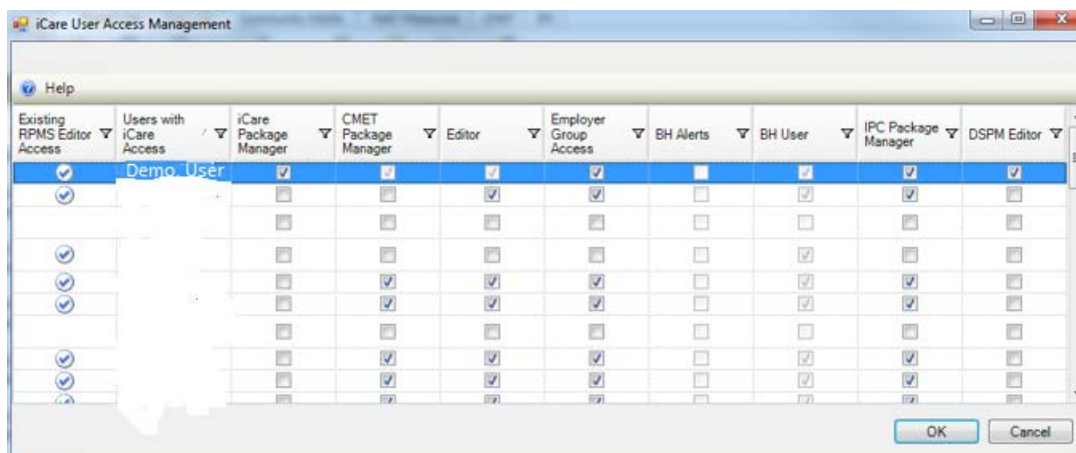 iCare User Access Management
Help
Existing RPMS Editor Access
Users with iCare Access
iCare Package Manager
CMET Package Manager
Editor
Employer Group Access
BH Alerts
BH User
IPC Package Manager
DSPM Editor
Demo, User
OK
Cancel